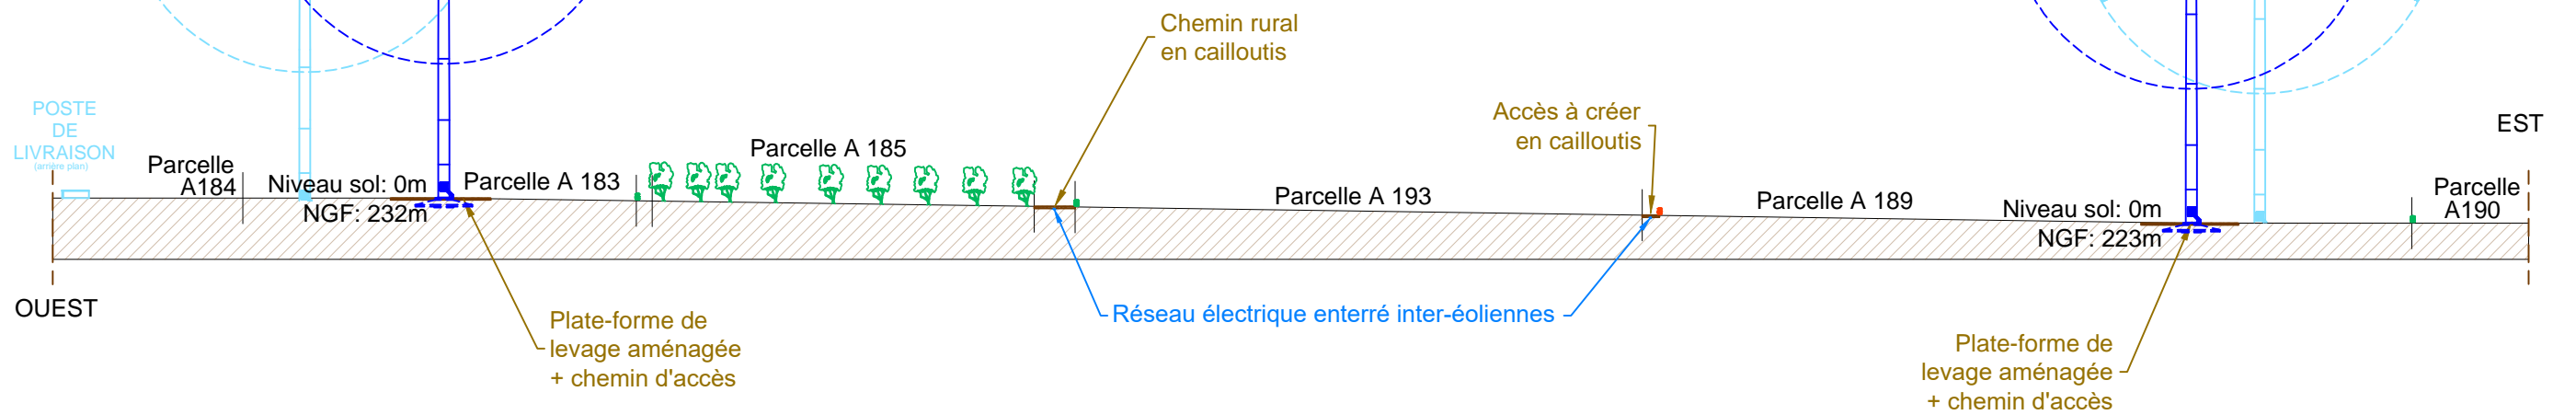 Chemin rural
en cailloutis
POSTE
DE
LIVRAISON
(arrière plan)
Parcelle
A184
Niveau sol: 0m
NGF: 232m
Parcelle A 183
Parcelle A 185
Parcelle A 193
Accès à créer
en cailloutis
Parcelle A 189
Niveau sol: 0m
NGF: 223m
Parcelle
A190
EST
OUEST
Plate-forme de
levage aménagée
+ chemin d'accès
Réseau électrique enterré inter-éoliennes
Plate-forme de
levage aménagée
+ chemin d'accès